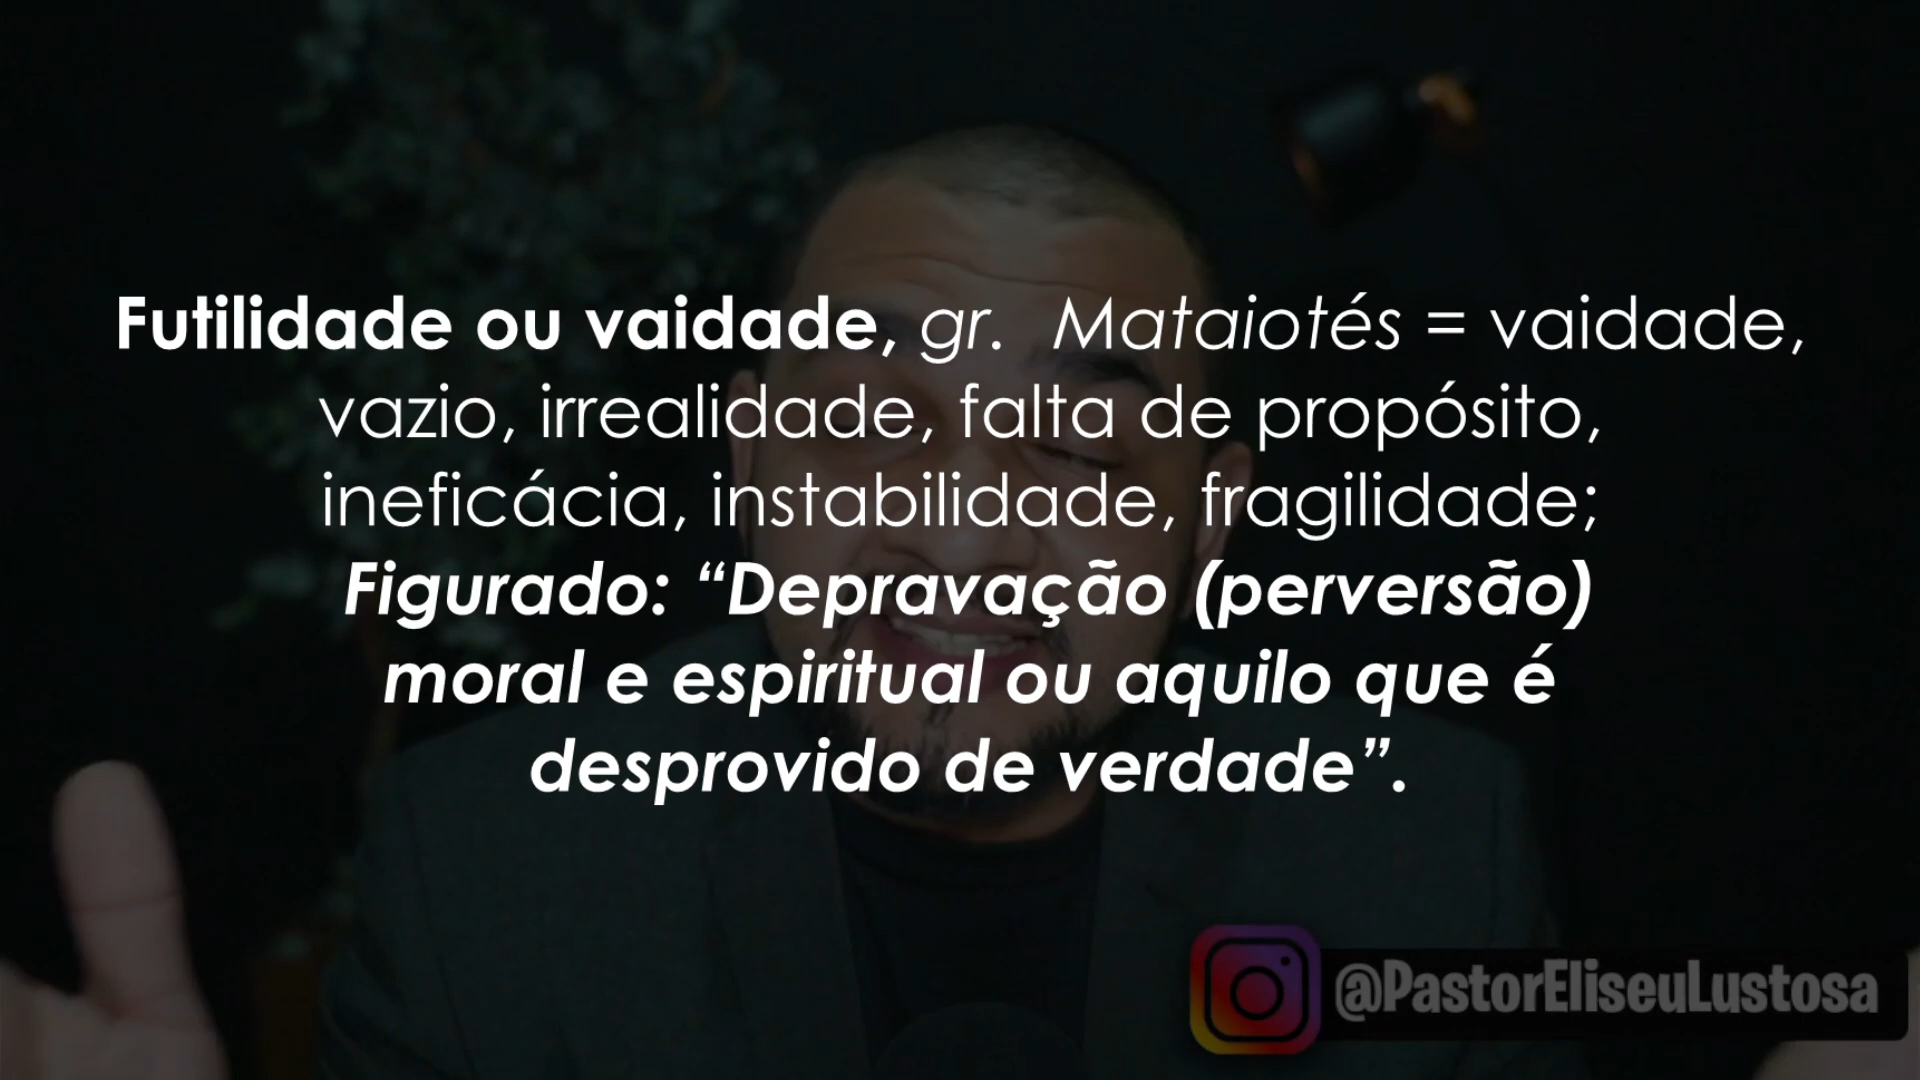 Futilidade ou vaidade, gr. Mataiotés = vaidade,
vazio, irrealidade, falta de propósito,
ineficácia, instabilidade, fragilidade;
Figurado: “Depravação (perversão)
moral e espiritual ou aquilo que é
desprovido de verdade”.
@PastorEliseuLustosa